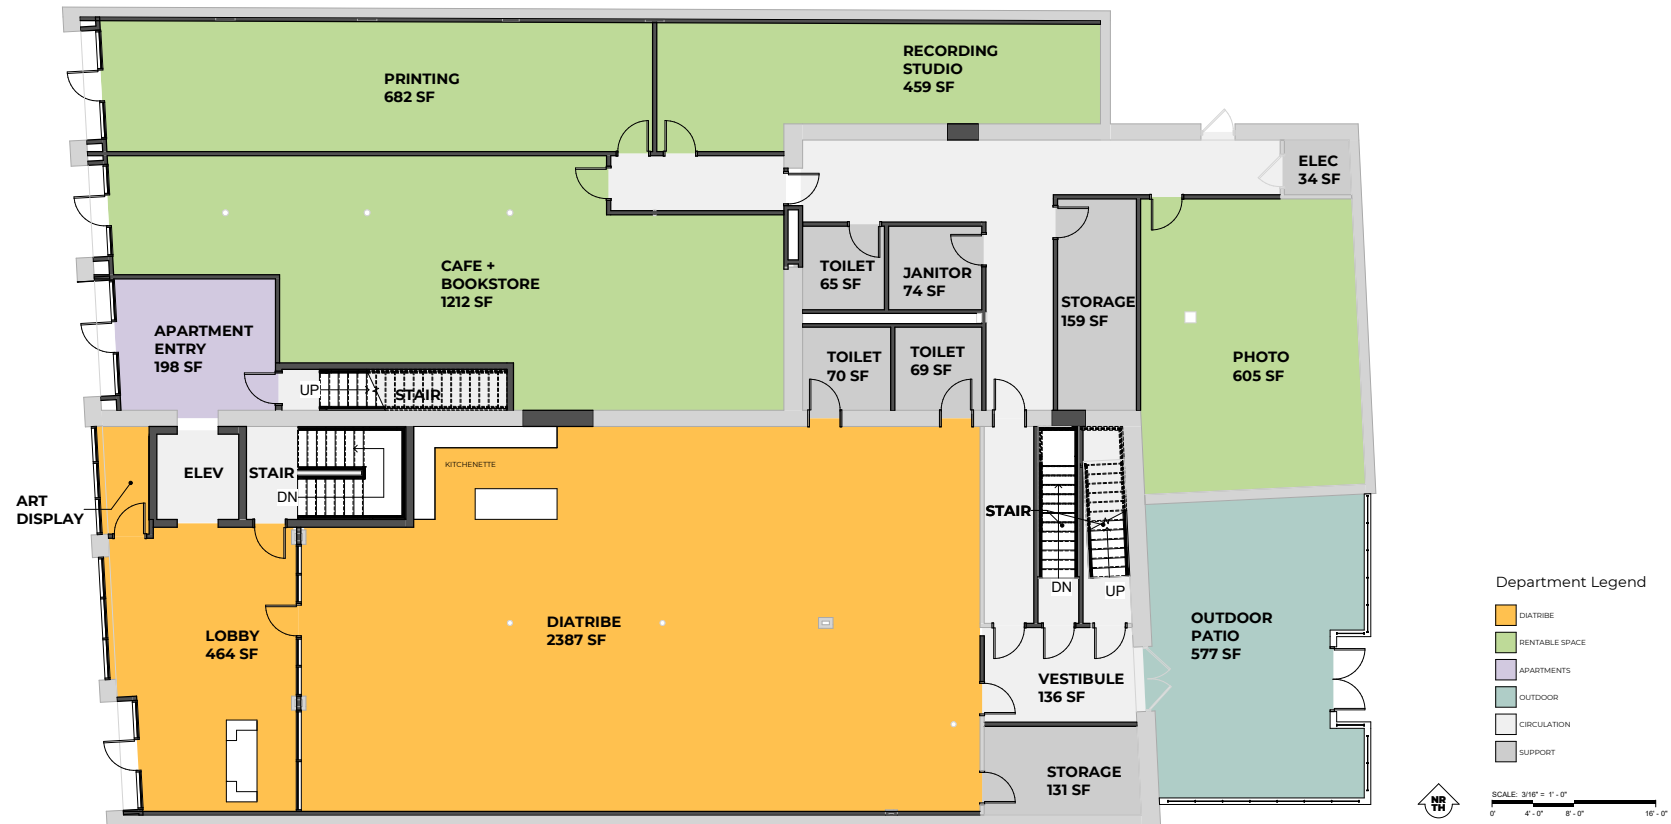 PRINTING
682 SF
RECORDING
STUDIO
459 SF
ELEC
34 SF
CAFE +
BOOKSTORE
1212 SF
TOILET
65 SF
JANITOR
74 SF
STORAGE
159 SF
APARTMENT
ENTRY
198 SF
TOILET
70 SF
TOILET
69 SF
PHOTO
605 SF
UP
STAIR
ELEV
STAIR
DN
KITCHENETTE
ART
DISPLAY
STAIR
DN
UP
LOBBY
464 SF
DIATRIBE
2387 SF
OUTDOOR
PATIO
577 SF
VESTIBULE
136 SF
STORAGE
131 SF
Department Legend
DIATRIBE
RENTABLE SPACE
APARTMENTS
OUTDOOR
CIRCULATION
SUPPORT
NR
TH
SCALE: 3/16" = 1' - 0"
0' 4' - 0" 8' - 0" 16' - 0"